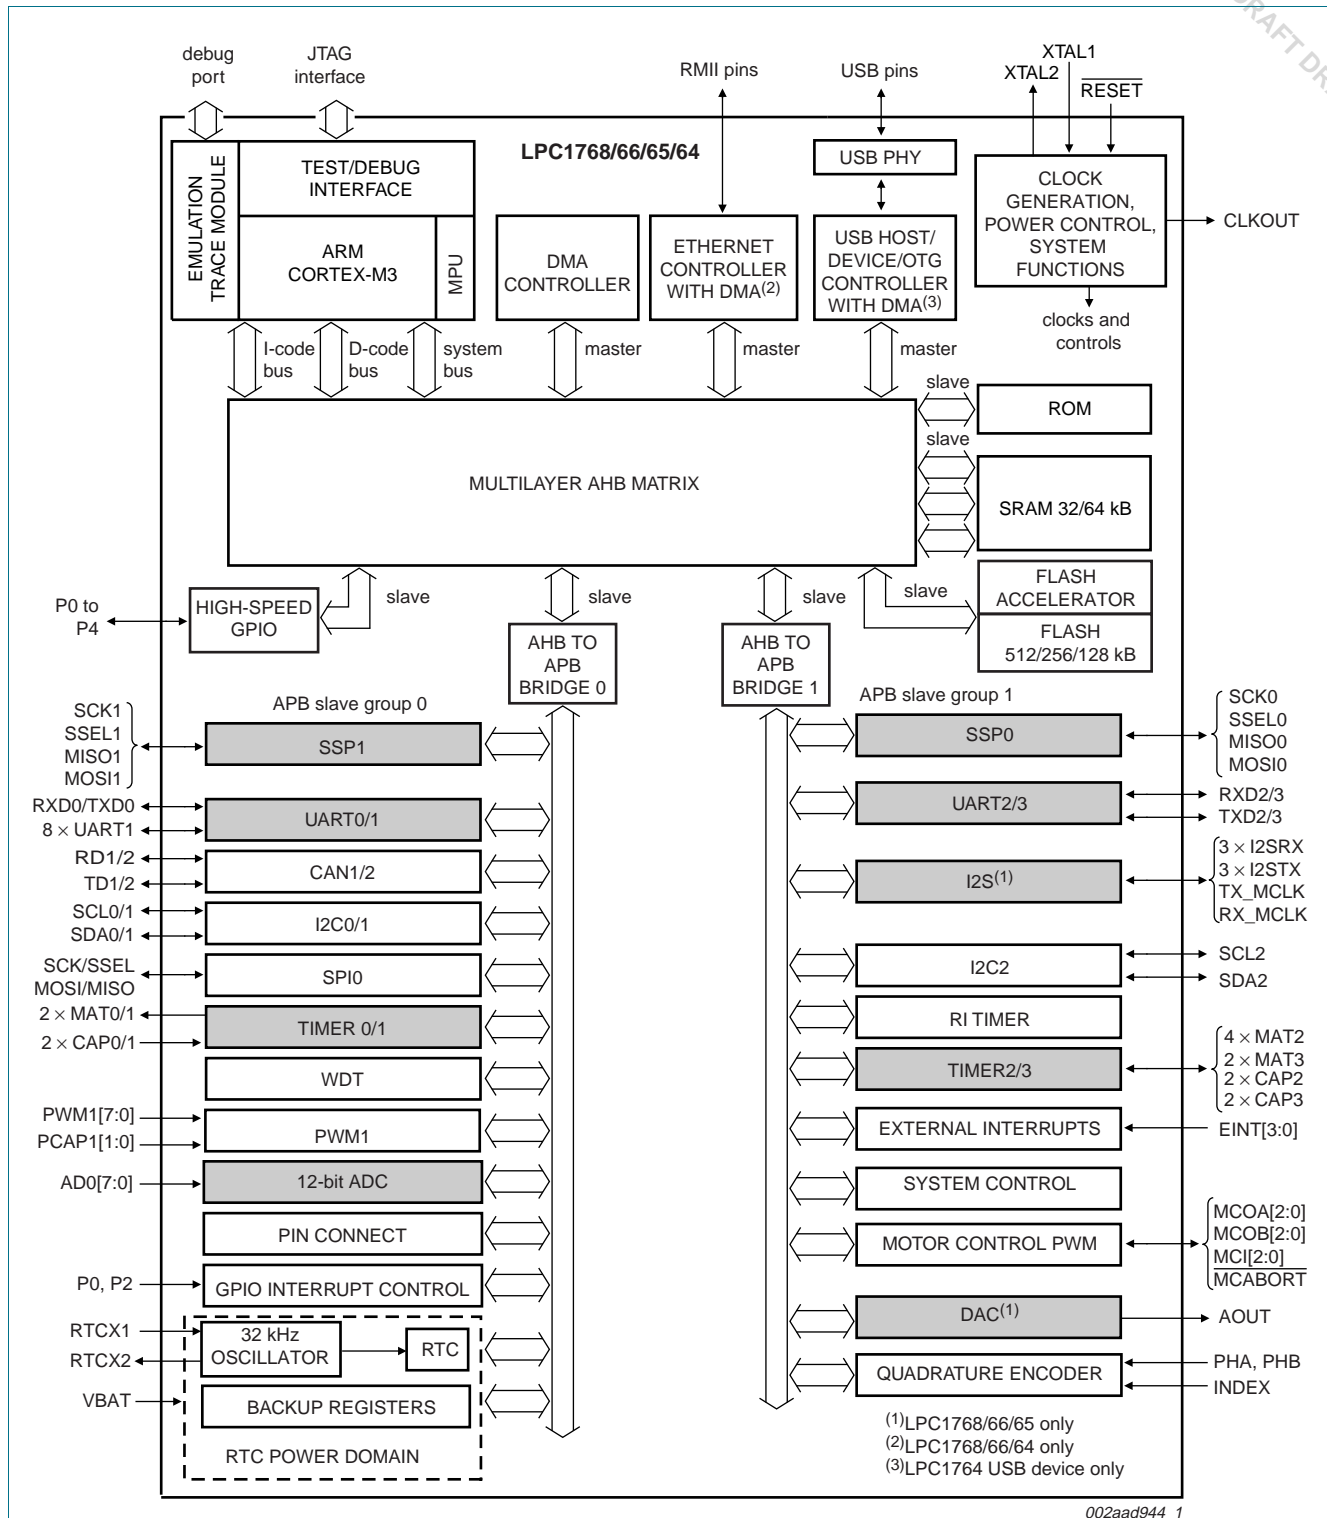 DRAFT DR
debug
port
JTAG
interface
RMII pins
USB pins
XTAL1
XTAL2
RESET
LPC1768/66/65/64
EMULATION
TRACE MODULE
TEST/DEBUG
INTERFACE
ARM
CORTEX-M3
MPU
DMA
CONTROLLER
ETHERNET
CONTROLLER
WITH DMA(2)
USB PHY
USB HOST/
DEVICE/OTG
CONTROLLER
WITH DMA(3)
CLOCK
GENERATION,
POWER CONTROL,
SYSTEM
FUNCTIONS
CLKOUT
clocks and
controls
I-code
bus
D-code
bus
system
bus
master
master
master
slave
ROM
slave
MULTILAYER AHB MATRIX
SRAM 32/64 kB
P0 to
P4
HIGH-SPEED
GPIO
slave
slave
slave
slave
FLASH
ACCELERATOR
FLASH
512/256/128 kB
AHB TO
APB
BRIDGE 0
AHB TO
APB
BRIDGE 1
APB slave group 0
SCK1
SSEL1
MISO1
MOSI1
SSP1
RXD0/TXD0
8 × UART1
UART0/1
RD1/2
TD1/2
CAN1/2
SCL0/1
SDA0/1
I2C0/1
SCK/SSEL
MOSI/MISO
SPI0
2 × MAT0/1
2 × CAP0/1
TIMER 0/1
WDT
PWM1[7:0]
PCAP1[1:0]
PWM1
AD0[7:0]
12-bit ADC
PIN CONNECT
P0, P2
GPIO INTERRUPT CONTROL
RTCX1
RTCX2
32 kHz
OSCILLATOR
RTC
VBAT
BACKUP REGISTERS
RTC POWER DOMAIN
APB slave group 1
SSP0
SCK0
SSEL0
MISO0
MOSI0
UART2/3
RXD2/3
TXD2/3
I2S(1)
3 × I2SRX
3 × I2STX
TX_MCLK
RX_MCLK
I2C2
SCL2
SDA2
RI TIMER
TIMER2/3
4 × MAT2
2 × MAT3
2 × CAP2
2 × CAP3
EXTERNAL INTERRUPTS
EINT[3:0]
SYSTEM CONTROL
MOTOR CONTROL PWM
MCOA[2:0]
MCOB[2:0]
MCI[2:0]
MCABORT
DAC(1)
AOUT
QUADRATURE ENCODER
PHA, PHB
INDEX
(1)LPC1768/66/65 only
(2)LPC1768/66/64 only
(3)LPC1764 USB device only
002aad944_1